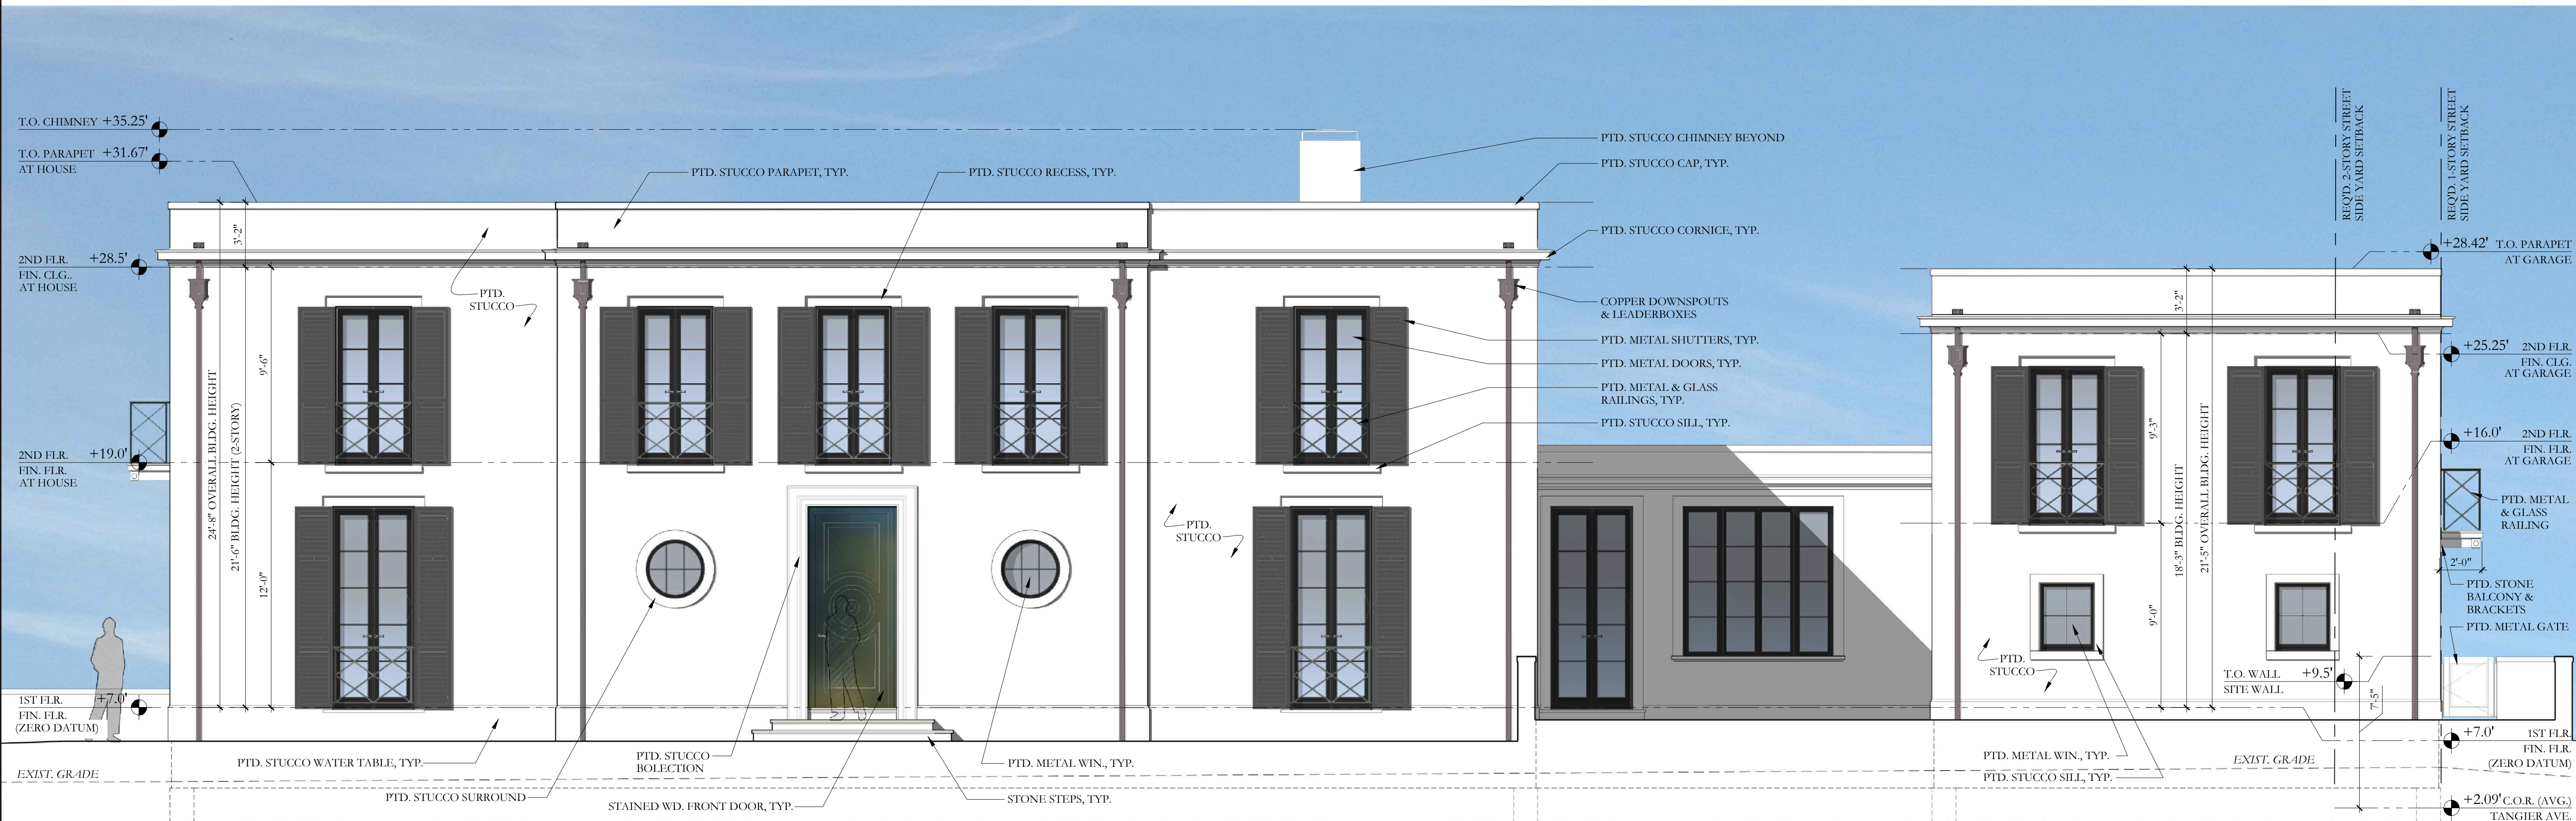 T.O. CHIMNEY +35.25'
T.O. PARAPET +31.67'
AT HOUSE
2ND FLR. +28.5'
FIN. CLG..
AT HOUSE
2ND FLR. +19.0'
FIN. FLR.
AT HOUSE
1ST FLR. +7.0'
FIN. FLR.
(ZERO DATUM)
EXIST. GRADE
24'-8" OVERALL BLDG. HEIGHT
21'-6" BLDG. HEIGHT (2-STORY)
3'-2"
9'-6"
12'-0"
PTD.
STUCCO
PTD. STUCCO PARAPET, TYP.
PTD. STUCCO RECESS, TYP.
PTD. STUCCO WATER TABLE, TYP.
PTD. STUCCO SURROUND
PTD. STUCCO
BOLECTION
STAINED WD. FRONT DOOR, TYP.
PTD. METAL WIN., TYP.
STONE STEPS, TYP.
PTD.
STUCCO
PTD. STUCCO CHIMNEY BEYOND
PTD. STUCCO CAP, TYP.
PTD. STUCCO CORNICE, TYP.
COPPER DOWNSPOUTS
& LEADERBOXES
PTD. METAL SHUTTERS, TYP.
PTD. METAL DOORS, TYP.
PTD. METAL & GLASS
RAILINGS, TYP.
PTD. STUCCO SILL, TYP.
REQ'D. 2-STORY STREET
SIDE YARD SETBACK
REQ'D. 1-STORY STREET
SIDE YARD SETBACK
3'-2"
9'-3"
9'-0"
18'-3" BLDG. HEIGHT
21'-5" OVERALL BLDG. HEIGHT
PTD.
STUCCO
T.O. WALL +9.5'
SITE WALL
7'-5"
PTD. METAL WIN., TYP.
PTD. STUCCO SILL, TYP.
EXIST. GRADE
+28.42' T.O. PARAPET
AT GARAGE
+25.25' 2ND FLR.
FIN. CLG.
AT GARAGE
+16.0' 2ND FLR.
FIN. FLR.
AT GARAGE
PTD. METAL
& GLASS
RAILING
2'-0"
PTD. STONE
BALCONY &
BRACKETS
PTD. METAL GATE
+7.0' 1ST FLR.
FIN. FLR.
(ZERO DATUM)
+2.09' C.O.R. (AVG.)
TANGIER AVE.